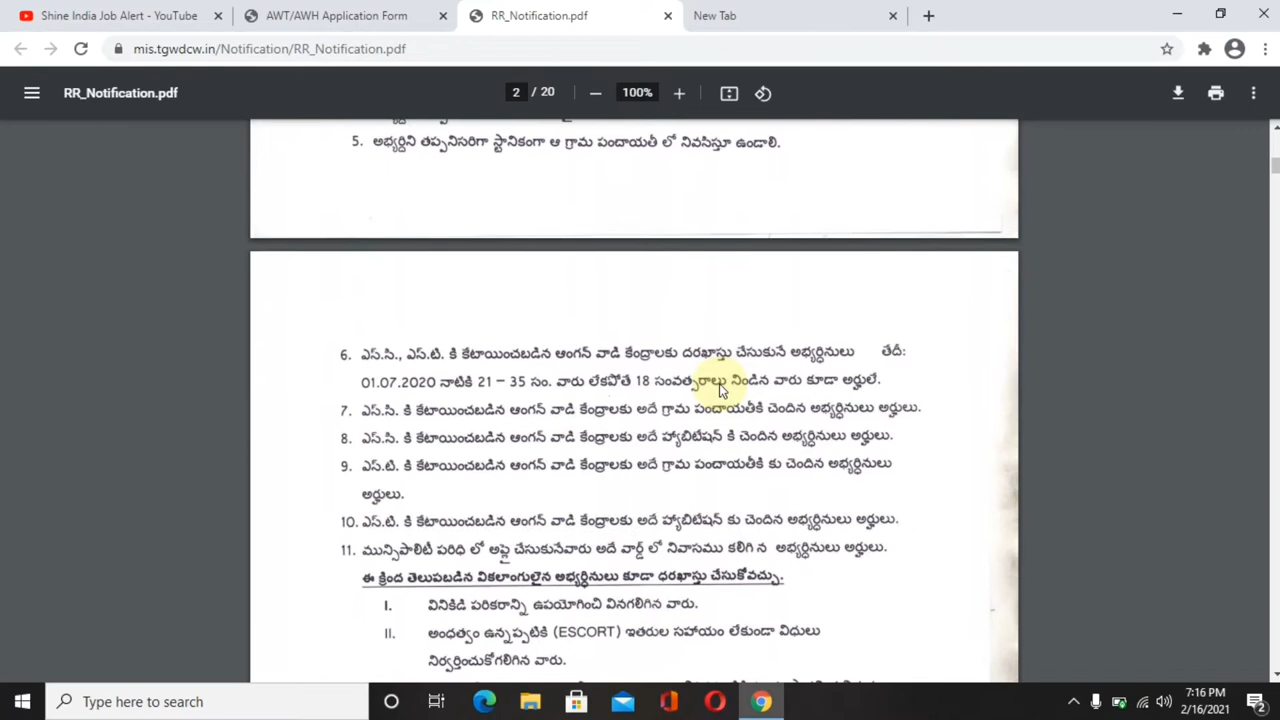 Shine India Job Alert - YouTube
AWT/AWH Application Form
RR_Notification.pdf
New Tab
mis.tgwdcw.in/Notification/RR_Notification.pdf
RR_Notification.pdf
2 / 20
100%
5. అభ్యర్థిని తప్పనిసరిగా స్థానికంగా ఆ గ్రామ పంచాయతీ లో నివసిస్తూ ఉండాలి.
6. ఎస్.సి., ఎస్.టి. కి కేటాయించబడిన ఆంగన్ వాడి కేంద్రాలకు దరఖాస్తు చేసుకునే అభ్యర్థినులు తేదీ:
01.07.2020 నాటికి 21 – 35 సం. వారు లేకపోతే 18 సంవత్సరాలు నిండిన వారు కూడా అర్హులే.
7. ఎస్.సి. కి కేటాయించబడిన ఆంగన్ వాడి కేంద్రాలకు అదే గ్రామ పంచాయతీకి చెందిన అభ్యర్థినులు అర్హులు.
8. ఎస్.సి. కి కేటాయించబడిన ఆంగన్ వాడి కేంద్రాలకు అదే హ్యాబిటేషన్ కి చెందిన అభ్యర్థినులు అర్హులు.
9. ఎస్.టి. కి కేటాయించబడిన ఆంగన్ వాడి కేంద్రాలకు అదే గ్రామ పంచాయతీకి కు చెందిన అభ్యర్థినులు
అర్హులు.
10. ఎస్.టి. కి కేటాయించబడిన ఆంగన్ వాడి కేంద్రాలకు అదే హ్యాబిటేషన్ కు చెందిన అభ్యర్థినులు అర్హులు.
11. మున్సిపాలిటీ పరిధి లో అప్లై చేసుకునేవారు అదే వార్డ్ లో నివాసము కలిగి న అభ్యర్థినులు అర్హులు.
ఈ క్రింద తెలుపబడిన వికలాంగులైన అభ్యర్థినులు కూడా ధరఖాస్తు చేసుకోవచ్చు.
I. వినికిడి పరికరాన్ని ఉపయోగించి వినగలిగిన వారు.
II. అంధత్వం ఉన్నప్పటికి (ESCORT) ఇతరుల సహాయం లేకుండా విధులు
నిర్వర్తించుకోగలిగిన వారు.
Type here to search
7:16 PM
2/16/2021
2